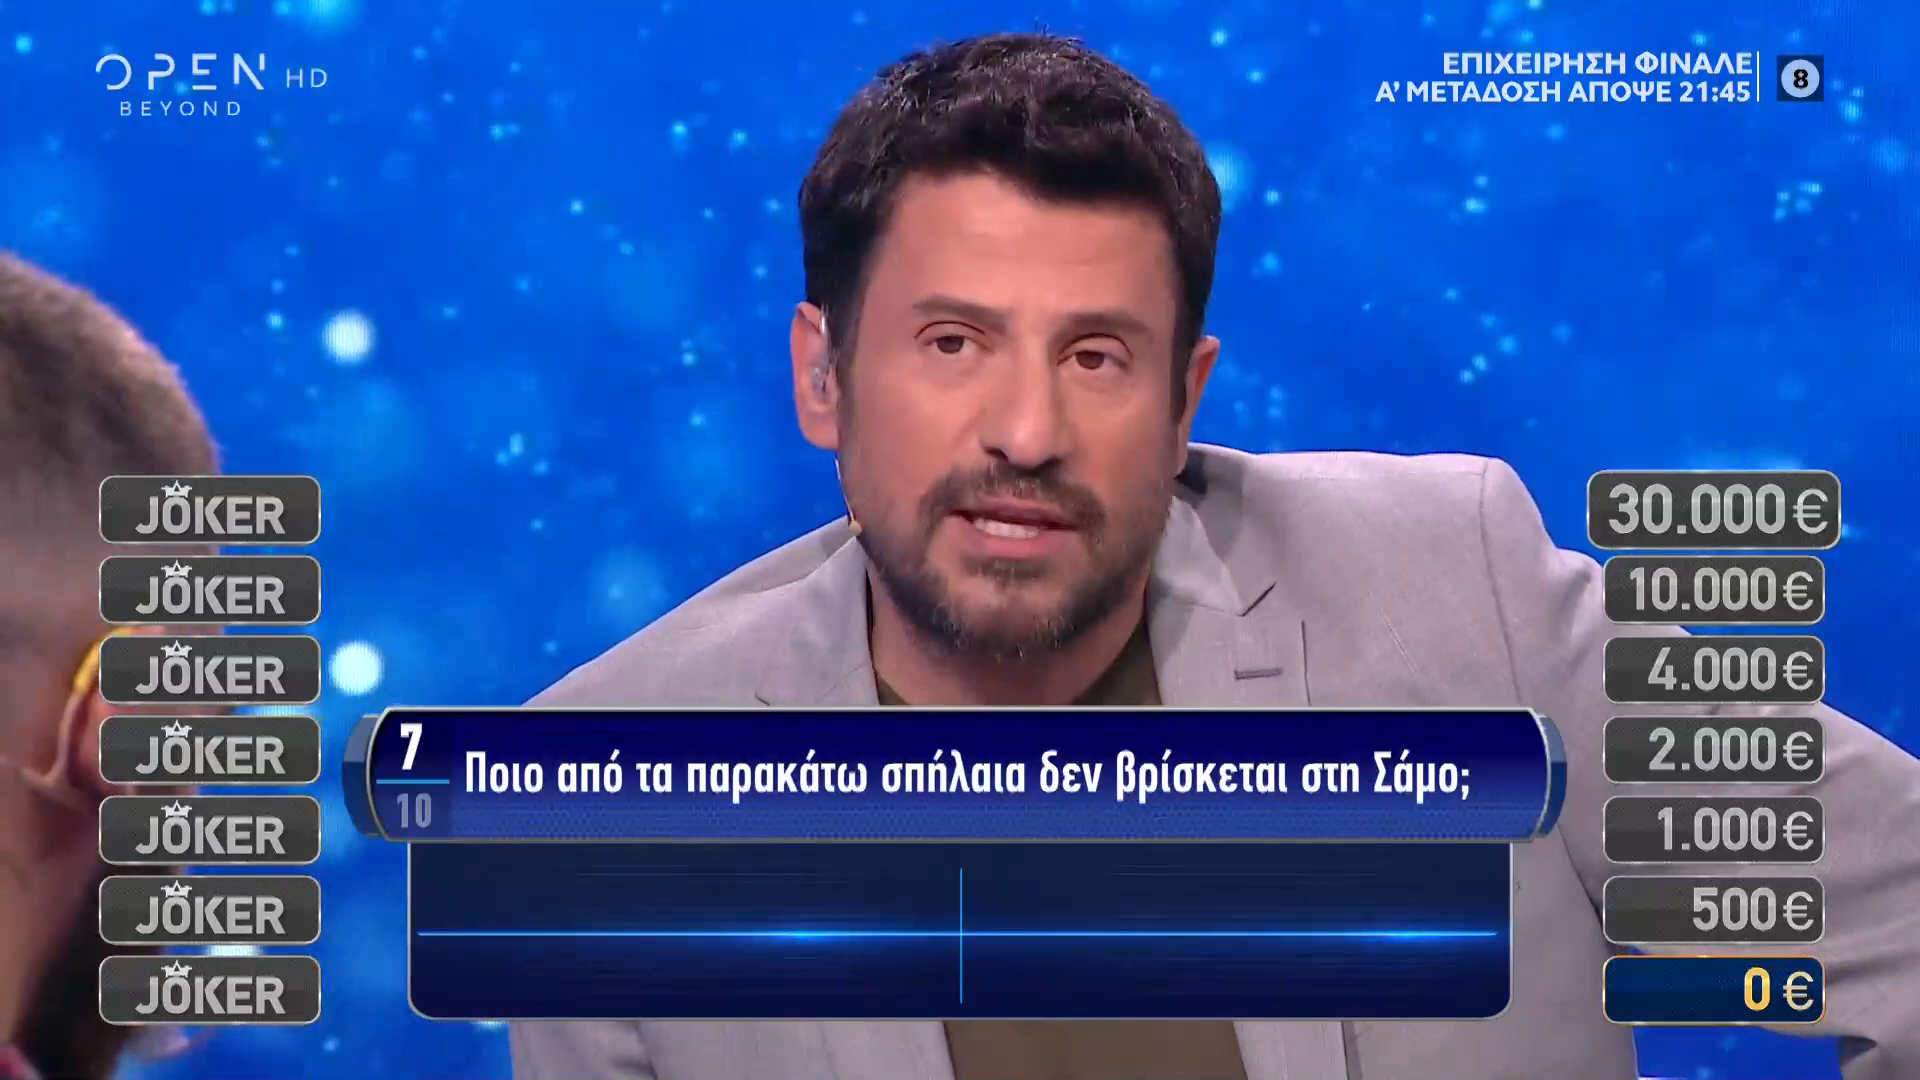 OPEN HD
BEYOND
ΕΠΙΧΕΙΡΗΣΗ ΦΙΝΑΛΕ
Α' ΜΕΤΑΔΟΣΗ ΑΠΟΨΕ 21:45
8
JOKER
JOKER
JOKER
JOKER
JOKER
JOKER
JOKER
7
10
Ποιο από τα παρακάτω σπήλαια δεν βρίσκεται στη Σάμο;
30.000€
10.000€
4.000€
2.000€
1.000€
500€
0€